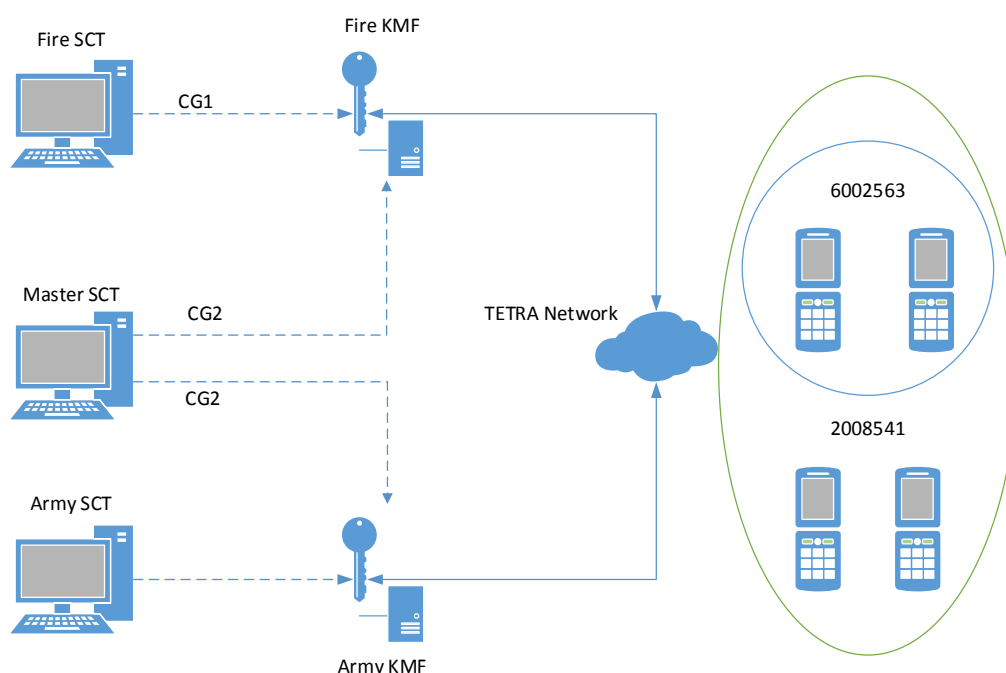 Fire SCT
Fire KMF
CG1
6002563
Master SCT
CG2
TETRA Network
CG2
2008541
Army SCT
Army KMF